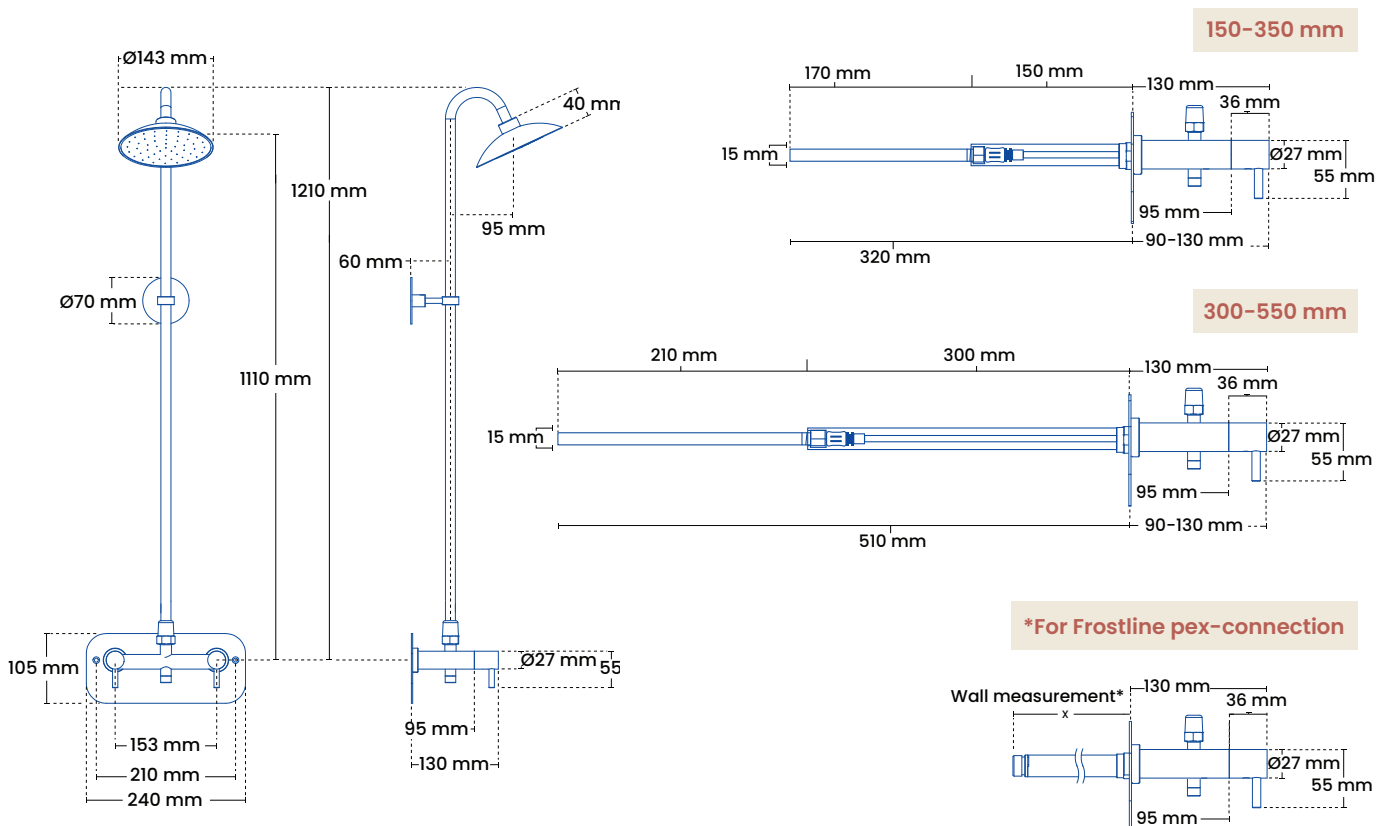 Ø143 mm
40 mm
1210 mm
95 mm
60 mm
Ø70 mm
1110 mm
105 mm
Ø27 mm
55
95 mm
130 mm
153 mm
210 mm
240 mm
150-350 mm
170 mm
150 mm
130 mm
36 mm
15 mm
Ø27 mm
55 mm
95 mm
90-130 mm
320 mm
300-550 mm
210 mm
300 mm
130 mm
36 mm
15 mm
Ø27 mm
55 mm
95 mm
90-130 mm
510 mm
*For Frostline pex-connection
Wall measurement*
x
130 mm
36 mm
Ø27 mm
55 mm
95 mm